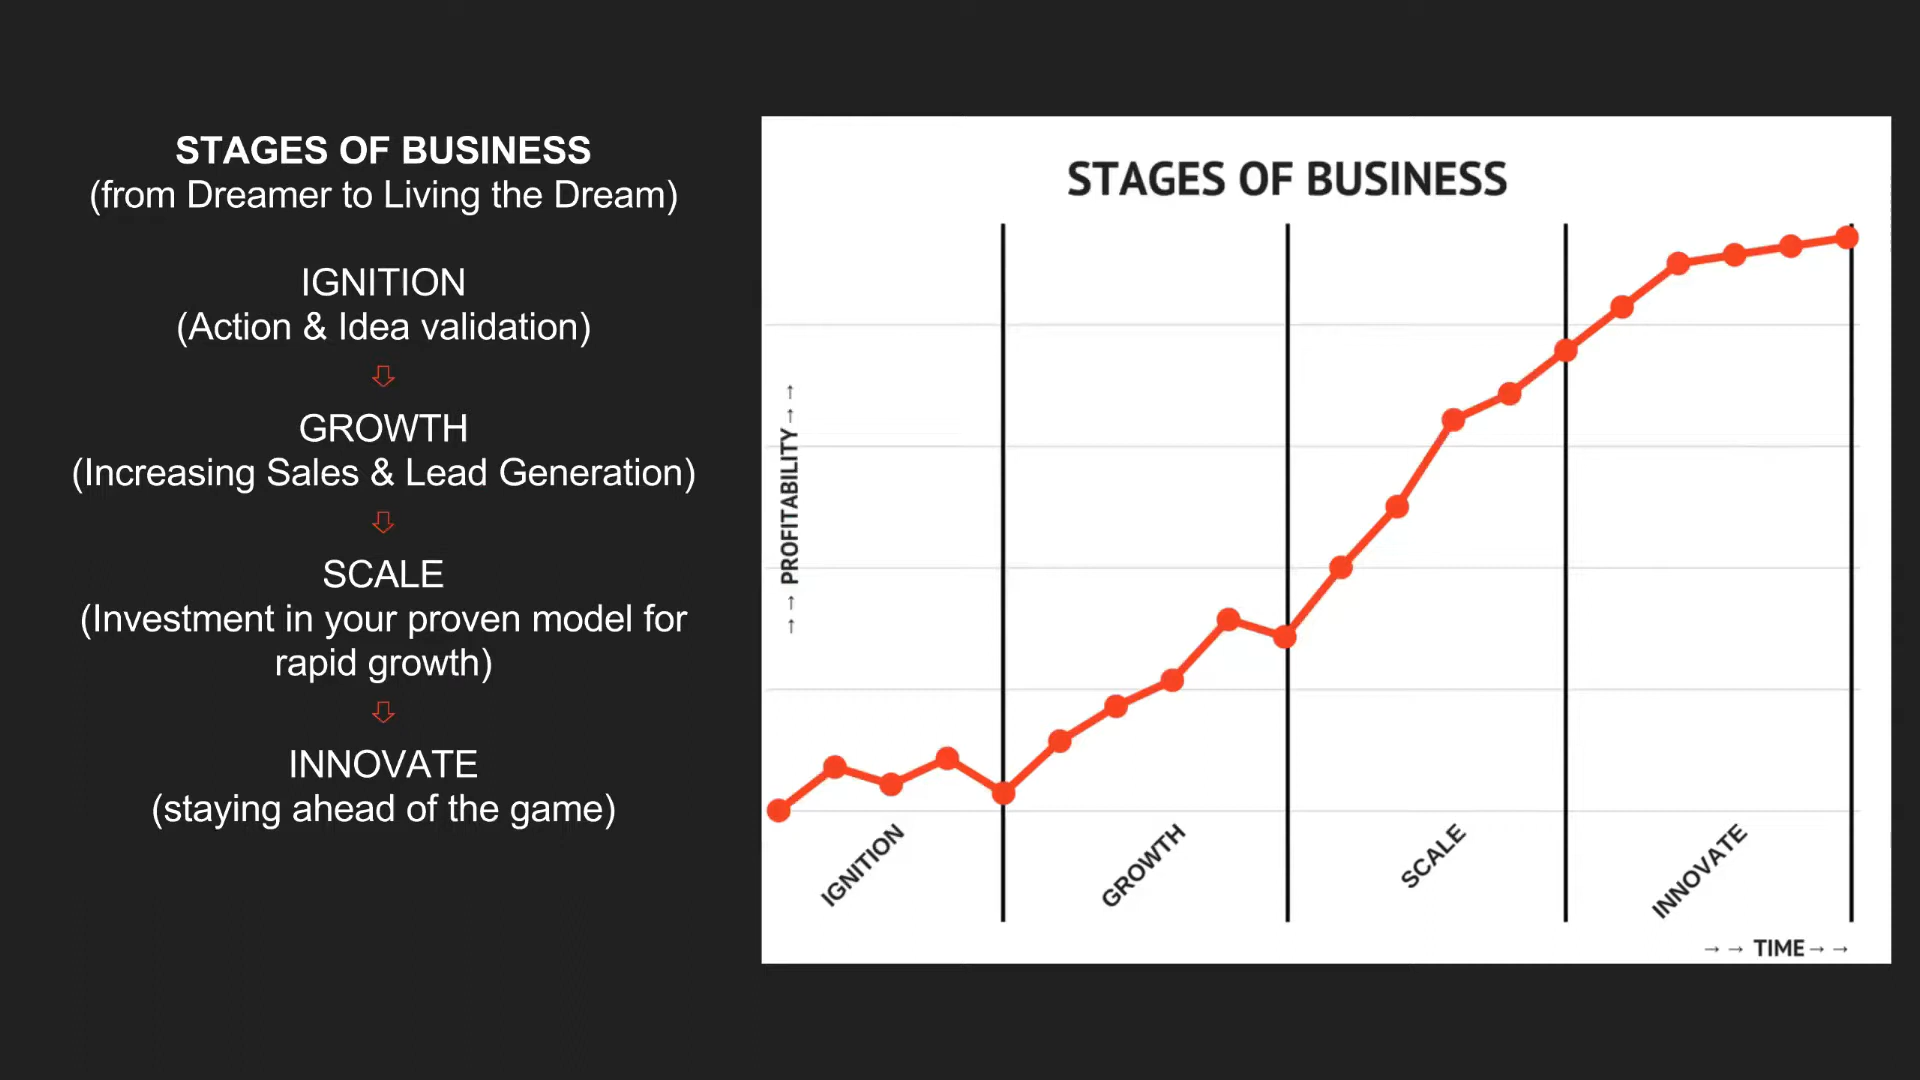 STAGES OF BUSINESS
(from Dreamer to Living the Dream)
IGNITION
(Action & Idea validation)
⇩
GROWTH
(Increasing Sales & Lead Generation)
⇩
SCALE
(Investment in your proven model for
rapid growth)
⇩
INNOVATE
(staying ahead of the game)
STAGES OF BUSINESS
→ → PROFITABILITY → →
IGNITION
GROWTH
SCALE
INNOVATE
→ → TIME → →